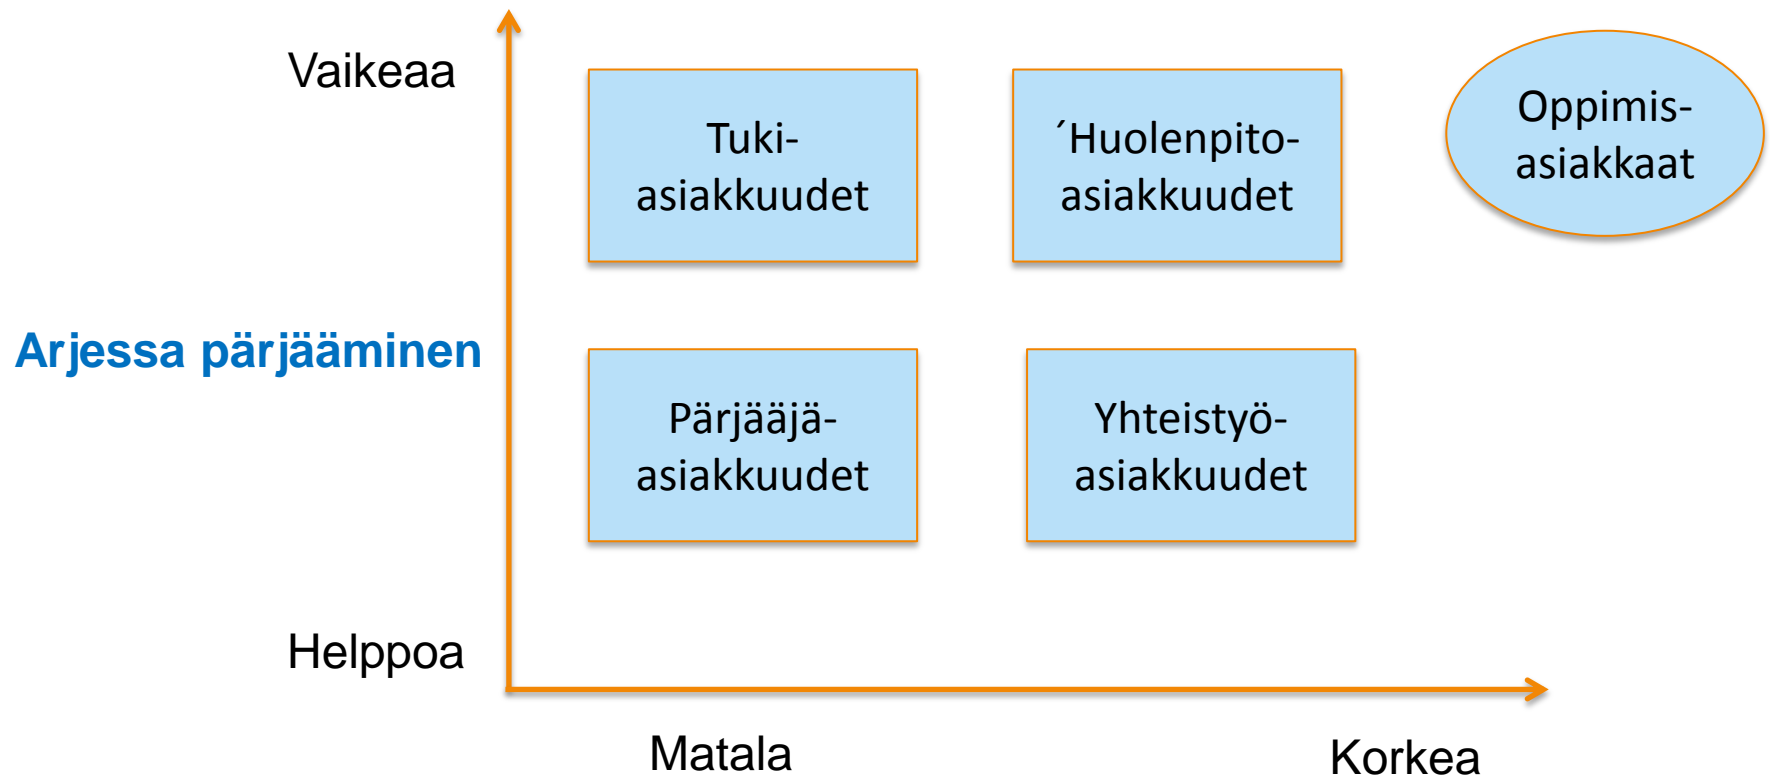 Vaikeaa
Tuki-
asiakkuudet
´Huolenpito-
asiakkuudet
Oppimis-
asiakkaat
Arjessa pärjääminen
Pärjääjä-
asiakkuudet
Yhteistyö-
asiakkuudet
Helppoa
Matala
Korkea